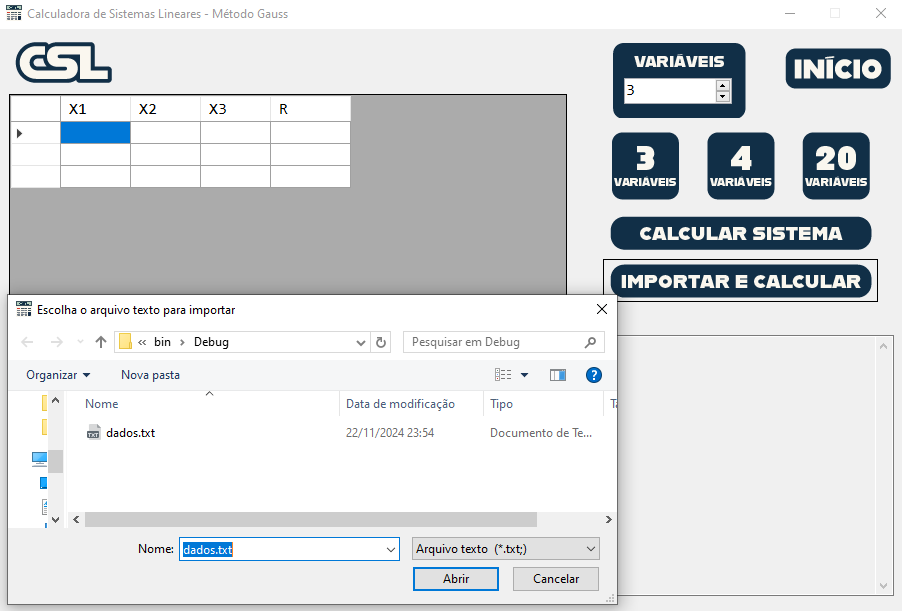 Calculadora de Sistemas Lineares - Método Gauss
CSL
X1 X2 X3 R
VARIÁVEIS
3
INÍCIO
3 VARIÁVEIS
4 VARIÁVEIS
20 VARIÁVEIS
CALCULAR SISTEMA
IMPORTAR E CALCULAR
Escolha o arquivo texto para importar
« bin › Debug
Pesquisar em Debug
Organizar
Nova pasta
Nome Data de modificação Tipo
dados.txt 22/11/2024 23:54 Documento de Te...
Nome: dados.txt
Arquivo texto (*.txt;)
Abrir
Cancelar